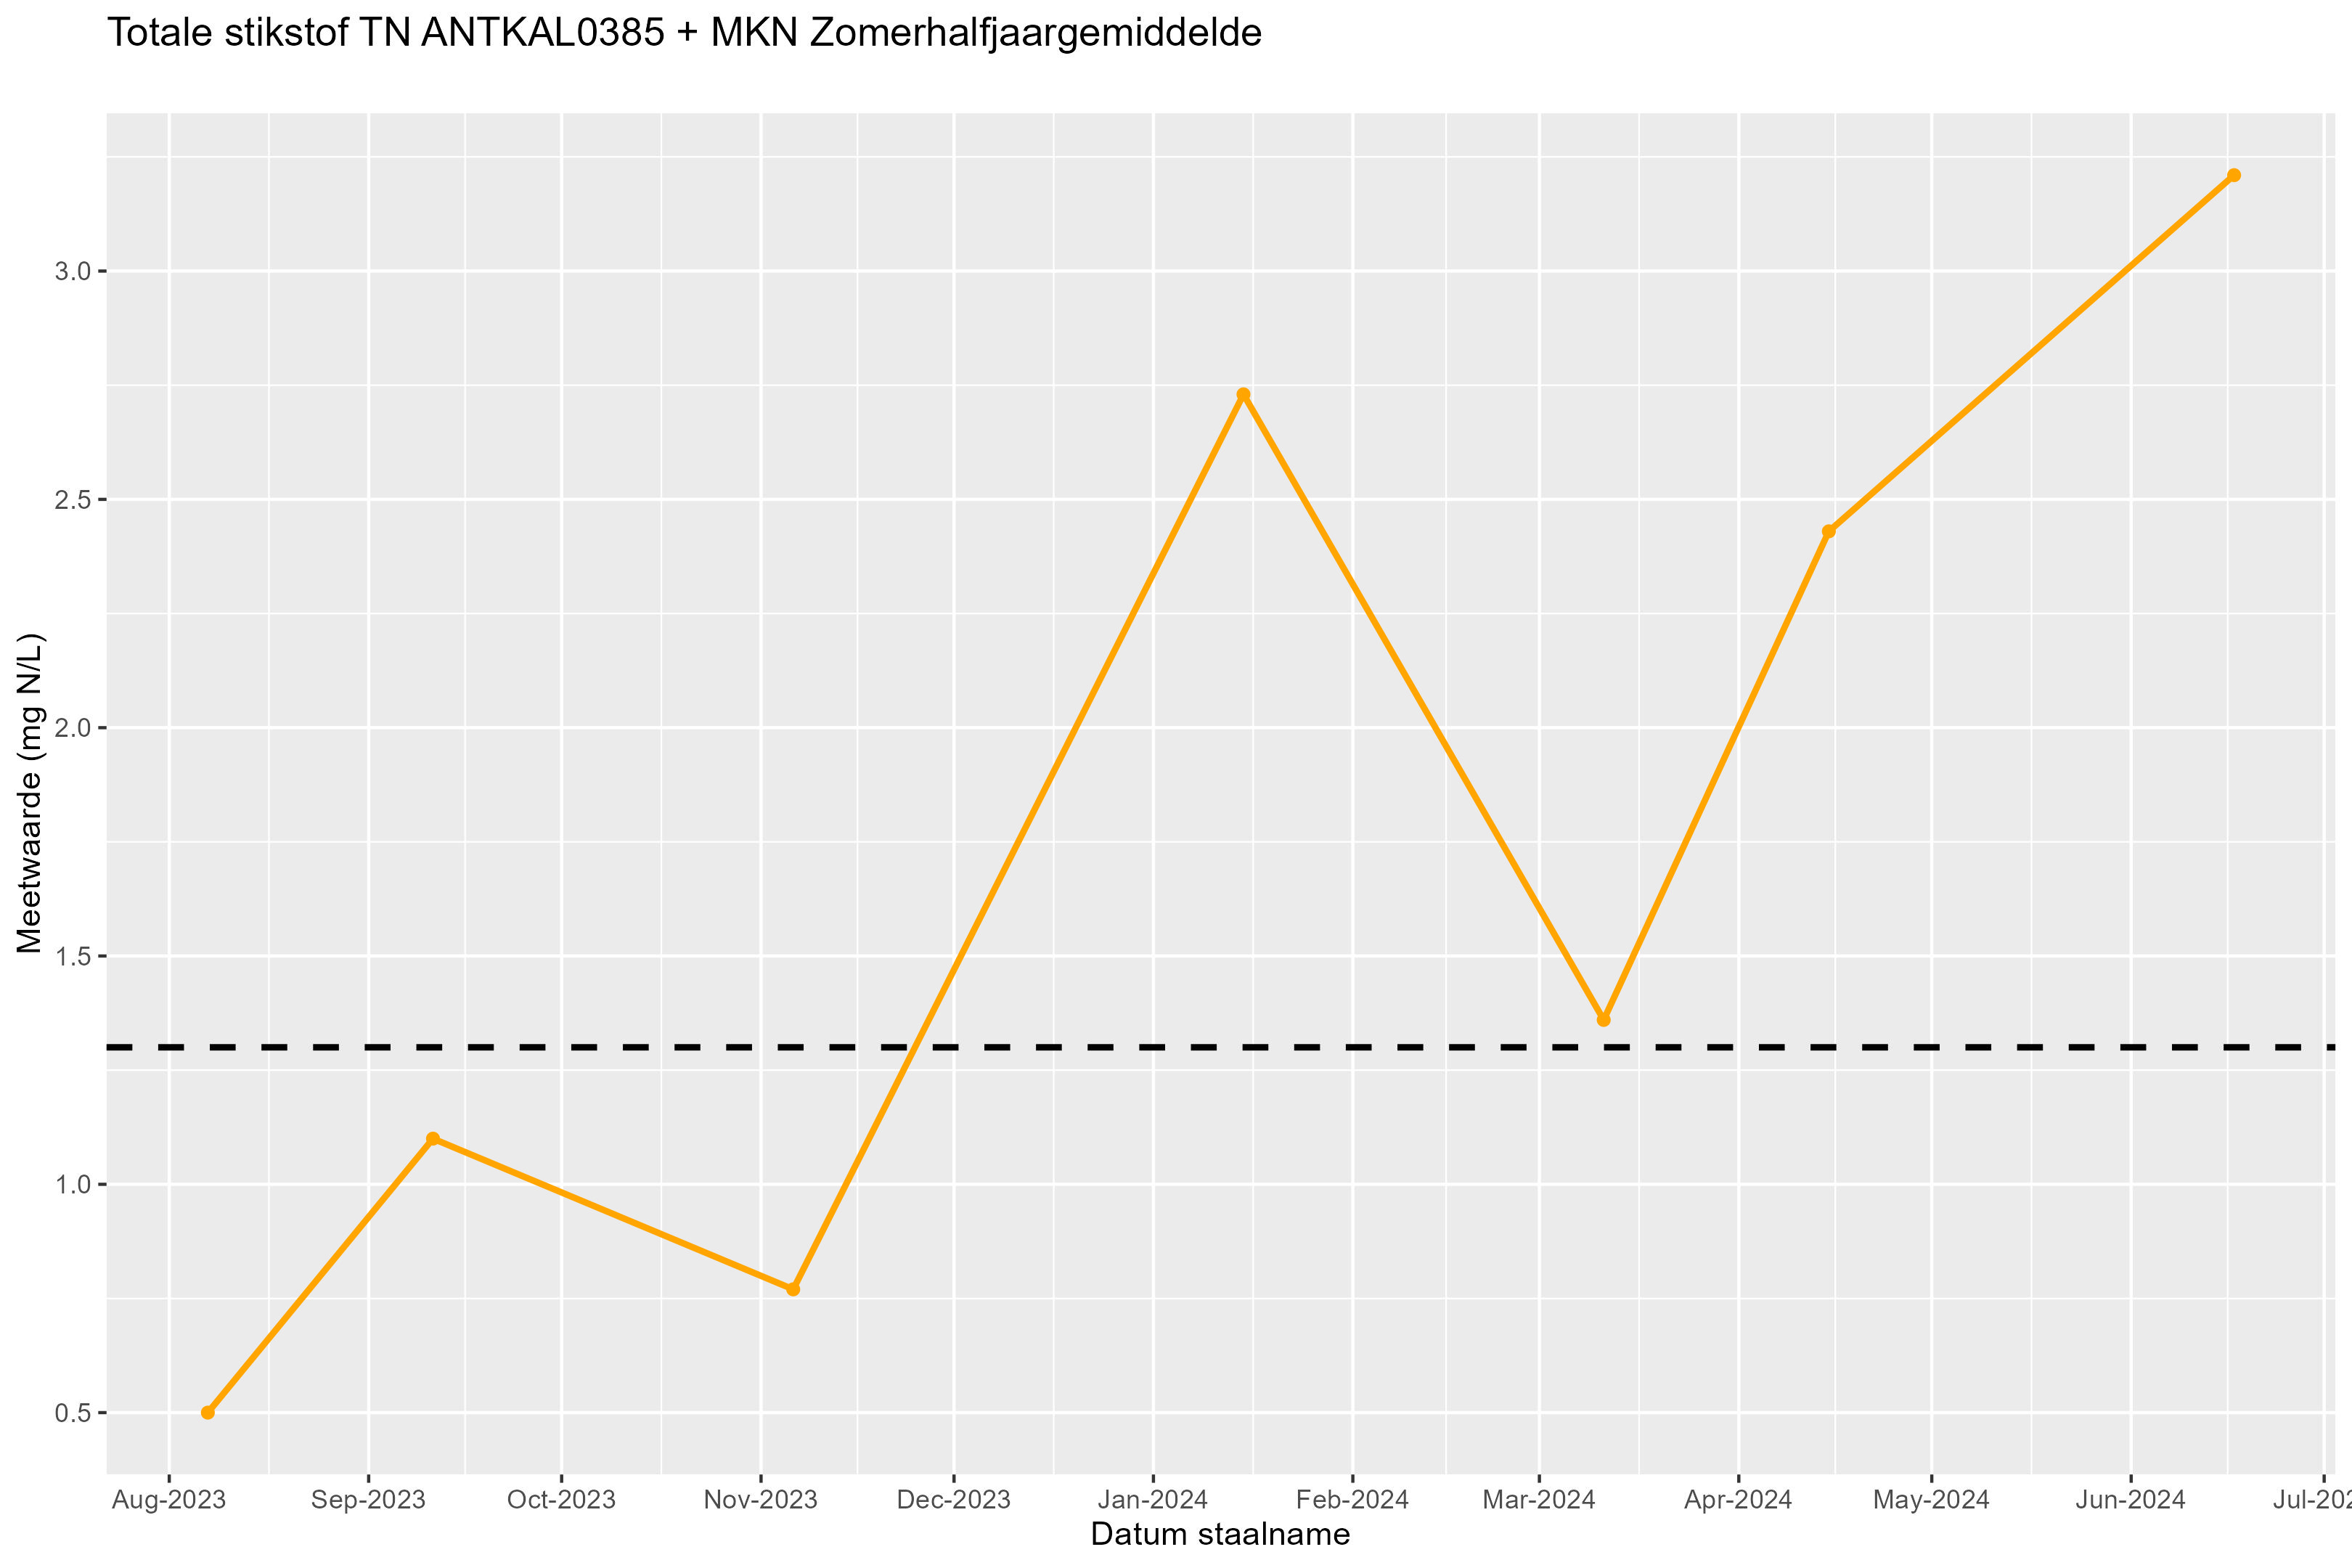 Totale stikstof TN ANTKAL0385 + MKN Zomerhalfjaargemiddelde
Meetwaarde (mg N/L)
3.0
2.5
2.0
1.5
1.0
0.5
Aug-2023 Sep-2023 Oct-2023 Nov-2023 Dec-2023 Jan-2024 Feb-2024 Mar-2024 Apr-2024 May-2024 Jun-2024 Jul-202
Datum staalname